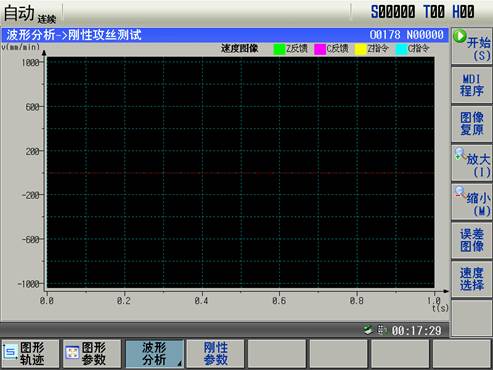 自动 连续 S00000 T00 H00
波形分析->刚性攻丝测试 O0178 N00000
v(mm/min) 速度图像 Z反馈 C反馈 Z指令 C指令
1000
600
200
-200
-600
-1000
0.0 0.2 0.4 0.6 0.8 1.0
t(s)
开始
(S)
MDI
程序
图像
复原
放大
(I)
缩小
(M)
误差
图像
速度
选择
00:17:29
图形
轨迹
图形
参数
波形
分析
刚性
参数